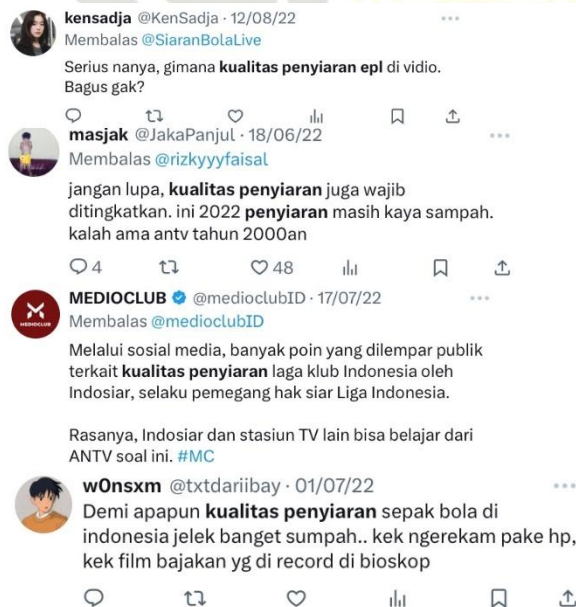 kensadja @KenSadja · 12/08/22
Membalas @SiaranBolaLive
Serius nanya, gimana kualitas penyiaran epl di vidio.
Bagus gak?
masjak @JakaPanjul · 18/06/22
Membalas @rizkyyyfaisal
jangan lupa, kualitas penyiaran juga wajib
ditingkatkan. ini 2022 penyiaran masih kaya sampah.
kalah ama antv tahun 2000an
4 48
MEDIOCLUB @medioclubID · 17/07/22
MEDIOCLUB
Membalas @medioclubID
Melalui sosial media, banyak poin yang dilempar publik
terkait kualitas penyiaran laga klub Indonesia oleh
Indosiar, selaku pemegang hak siar Liga Indonesia.
Rasanya, Indosiar dan stasiun TV lain bisa belajar dari
ANTV soal ini. #MC
w0nsxm @txtdariibay · 01/07/22
Demi apapun kualitas penyiaran sepak bola di
indonesia jelek banget sumpah.. kek ngerekam pake hp,
kek film bajakan yg di record di bioskop